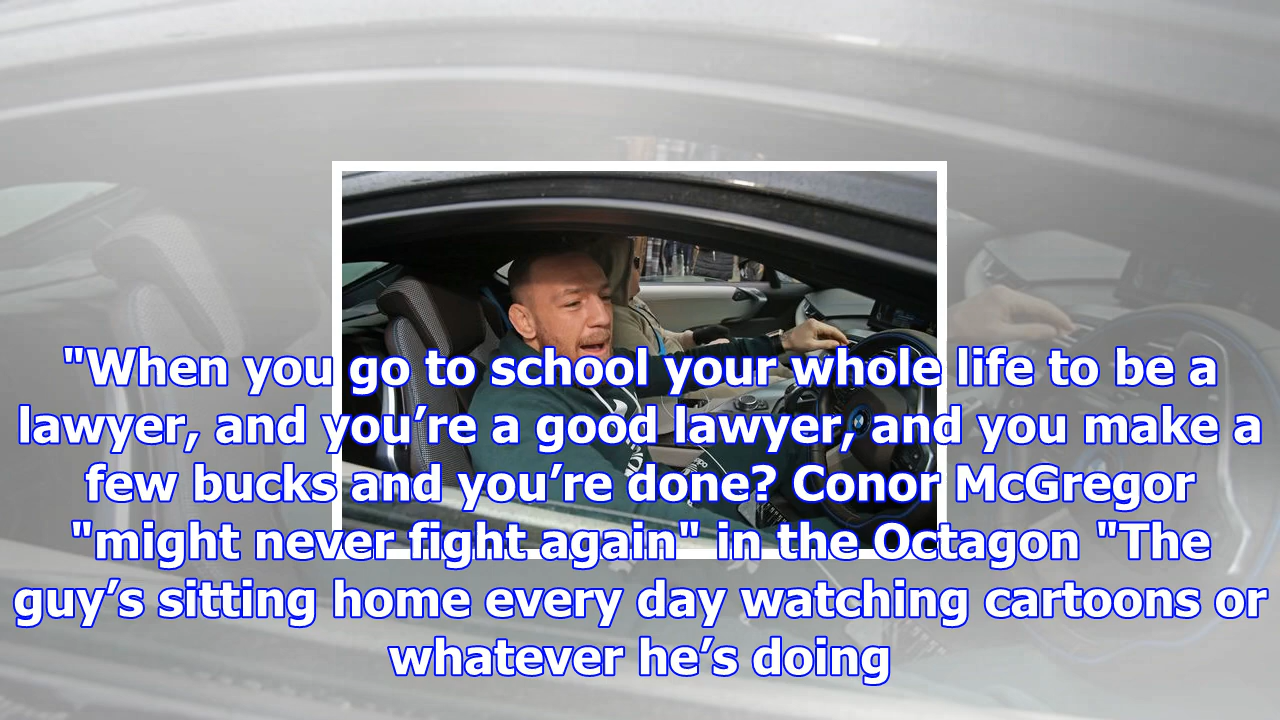 "When you go to school your whole life to be a
lawyer, and you’re a good lawyer, and you make a
few bucks and you’re done? Conor McGregor
"might never fight again" in the Octagon "The
guy’s sitting home every day watching cartoons or
whatever he’s doing